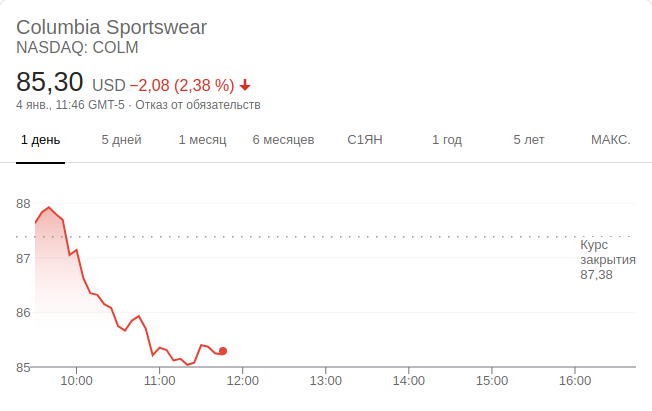 Columbia Sportswear
NASDAQ: COLM
85,30 USD −2,08 (2,38 %)
4 янв., 11:46 GMT-5 · Отказ от обязательств
1 день 5 дней 1 месяц 6 месяцев С1ЯН 1 год 5 лет МАКС.
88
87
86
85
Курс
закрытия
87,38
10:00 11:00 12:00 13:00 14:00 15:00 16:00